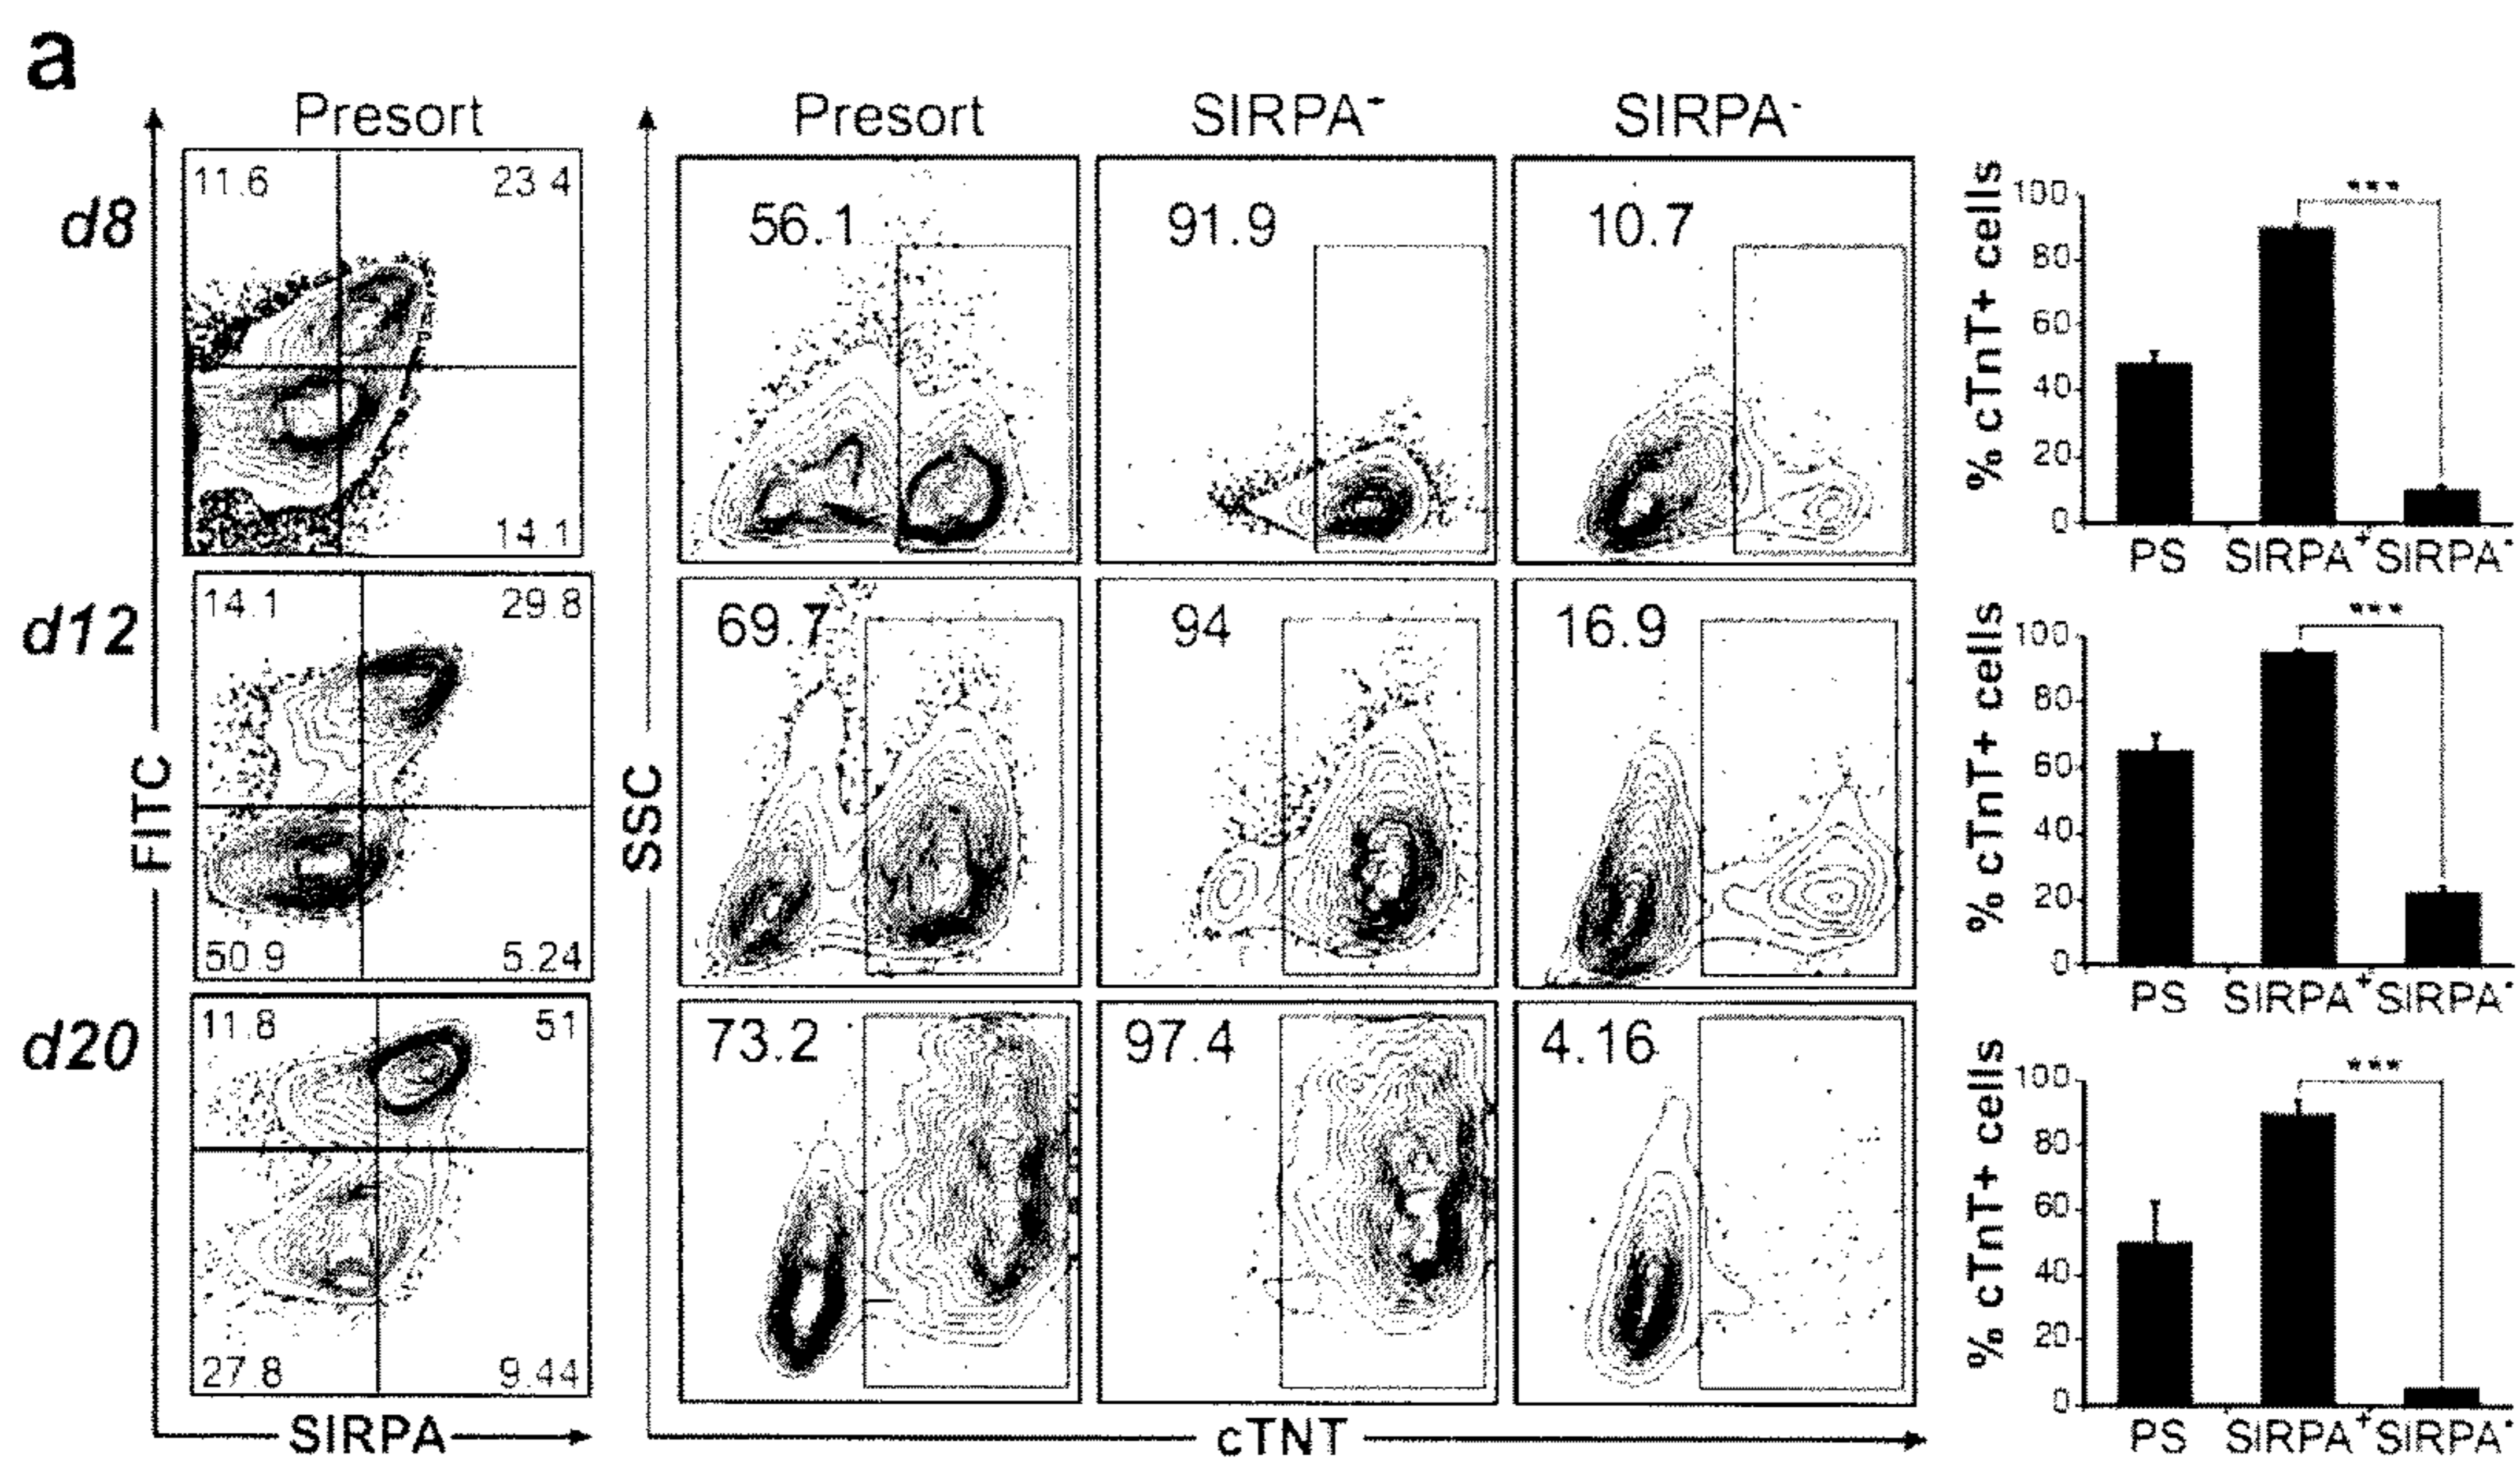 a
Presort
Presort
SIRPA+
SIRPA-
d8
11.6
23 4
14.1
56.1
91.9
10.7
% cTnT+ cells
100
80
60
40
20
0
***
PS
SIRPA+
SIRPA-
d12
14.1
29.8
50.9
5.24
69.7
94
16.9
% cTnT+ cells
100
80
60
40
20
0
***
PS
SIRPA+
SIRPA-
d20
11.8
51
27.8
9.44
73.2
97.4
4.16
% cTnT+ cells
100
80
60
40
20
0
***
PS
SIRPA+
SIRPA-
FITC
SIRPA
SSC
cTNT